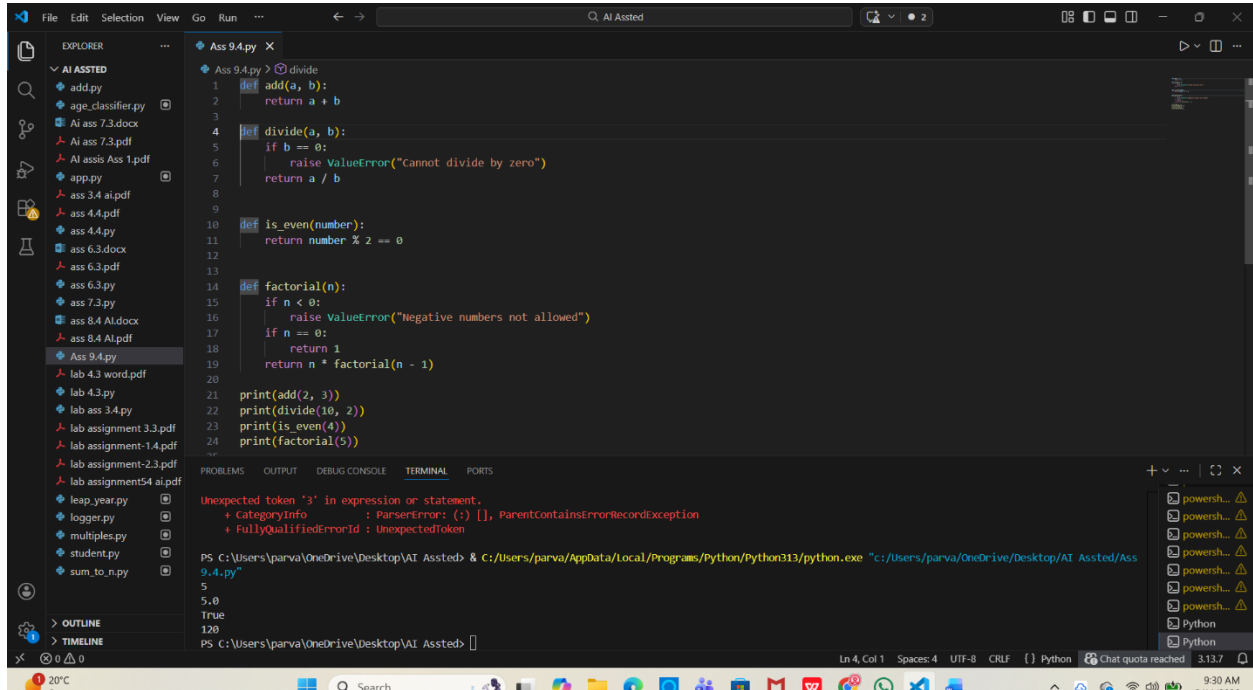 File Edit Selection View Go Run ···
AI Assted
2
EXPLORER ···
AI ASSTED
add.py
age_classifier.py
Ai ass 7.3.docx
Ai ass 7.3.pdf
AI assis Ass 1.pdf
app.py
ass 3.4 ai.pdf
ass 4.4.pdf
ass 4.4.py
ass 6.3.docx
ass 6.3.pdf
ass 6.3.py
ass 7.3.py
ass 8.4 AI.docx
ass 8.4 AI.pdf
Ass 9.4.py
lab 4.3 word.pdf
lab 4.3.py
lab ass 3.4.py
lab assignment 3.3.pdf
lab assignment-1.4.pdf
lab assignment-2.3.pdf
lab assignment54 ai.pdf
leap_year.py
logger.py
multiples.py
student.py
sum_to_n.py
OUTLINE
TIMELINE
Ass 9.4.py
Ass 9.4.py > divide
1 def add(a, b):
2     return a + b
3
4 def divide(a, b):
5     if b == 0:
6         raise ValueError("Cannot divide by zero")
7     return a / b
8
9
10 def is_even(number):
11     return number % 2 == 0
12
13
14 def factorial(n):
15     if n < 0:
16         raise ValueError("Negative numbers not allowed")
17     if n == 0:
18         return 1
19     return n * factorial(n - 1)
20
21 print(add(2, 3))
22 print(divide(10, 2))
23 print(is_even(4))
24 print(factorial(5))
PROBLEMS OUTPUT DEBUG CONSOLE TERMINAL PORTS
Unexpected token '3' in expression or statement.
    + CategoryInfo          : ParserError: (:) [], ParentContainsErrorRecordException
    + FullyQualifiedErrorId : UnexpectedToken
PS C:\Users\parva\OneDrive\Desktop\AI Assted> & C:/Users/parva/AppData/Local/Programs/Python/Python313/python.exe "c:/Users/parva/OneDrive/Desktop/AI Assted/Ass
9.4.py"
5
5.0
True
120
PS C:\Users\parva\OneDrive\Desktop\AI Assted>
powersh...
powersh...
powersh...
powersh...
powersh...
powersh...
powersh...
Python
Python
0 0
Ln 4, Col 1 Spaces: 4 UTF-8 CRLF {} Python Chat quota reached 3.13.7
1
20°C
Search
9:30 AM